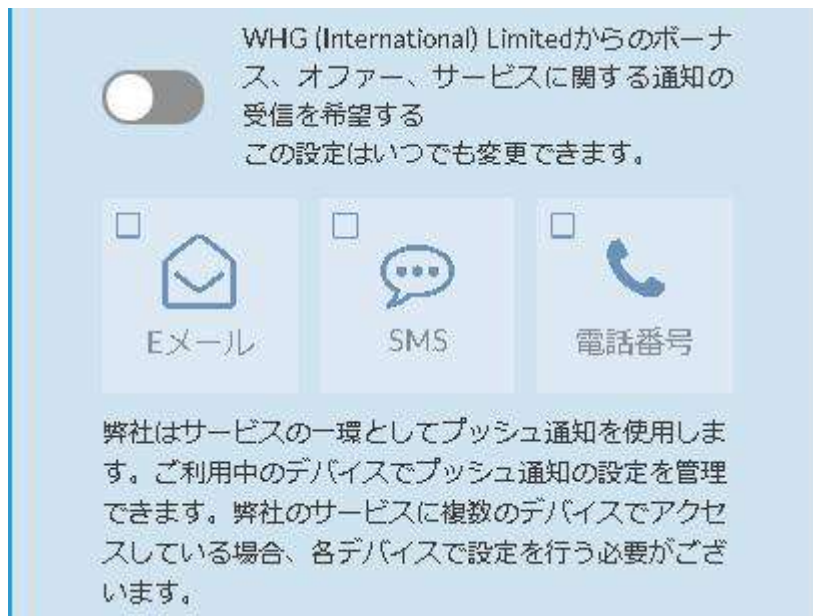 WHG (International) Limitedからのボーナ
ス、オファー、サービスに関する通知の
受信を希望する
この設定はいつでも変更できます。
Eメール
SMS
電話番号
弊社はサービスの一環としてプッシュ通知を使用しま
す。ご利用中のデバイスでプッシュ通知の設定を管理
できます。弊社のサービスに複数のデバイスでアクセ
スしている場合、各デバイスで設定を行う必要がござ
います。